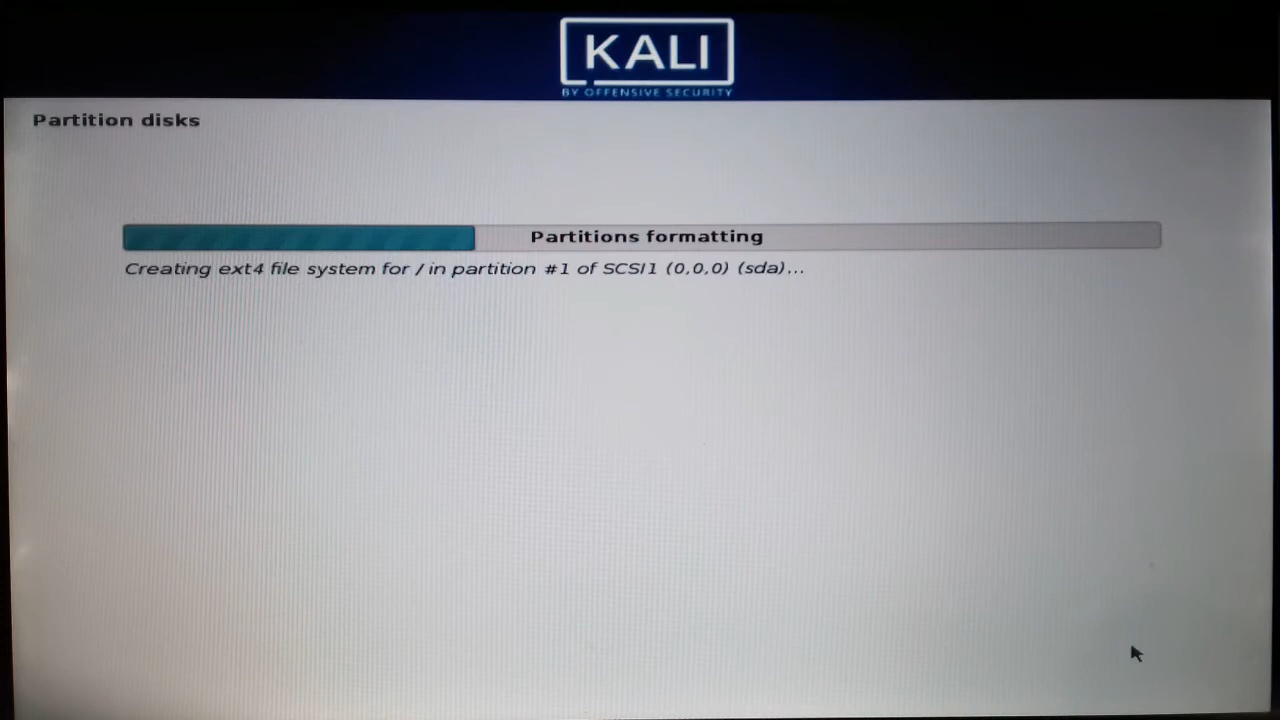 KALI
BY OFFENSIVE SECURITY
Partition disks
Partitions formatting
Creating ext4 file system for / in partition #1 of SCSI1 (0,0,0) (sda)...